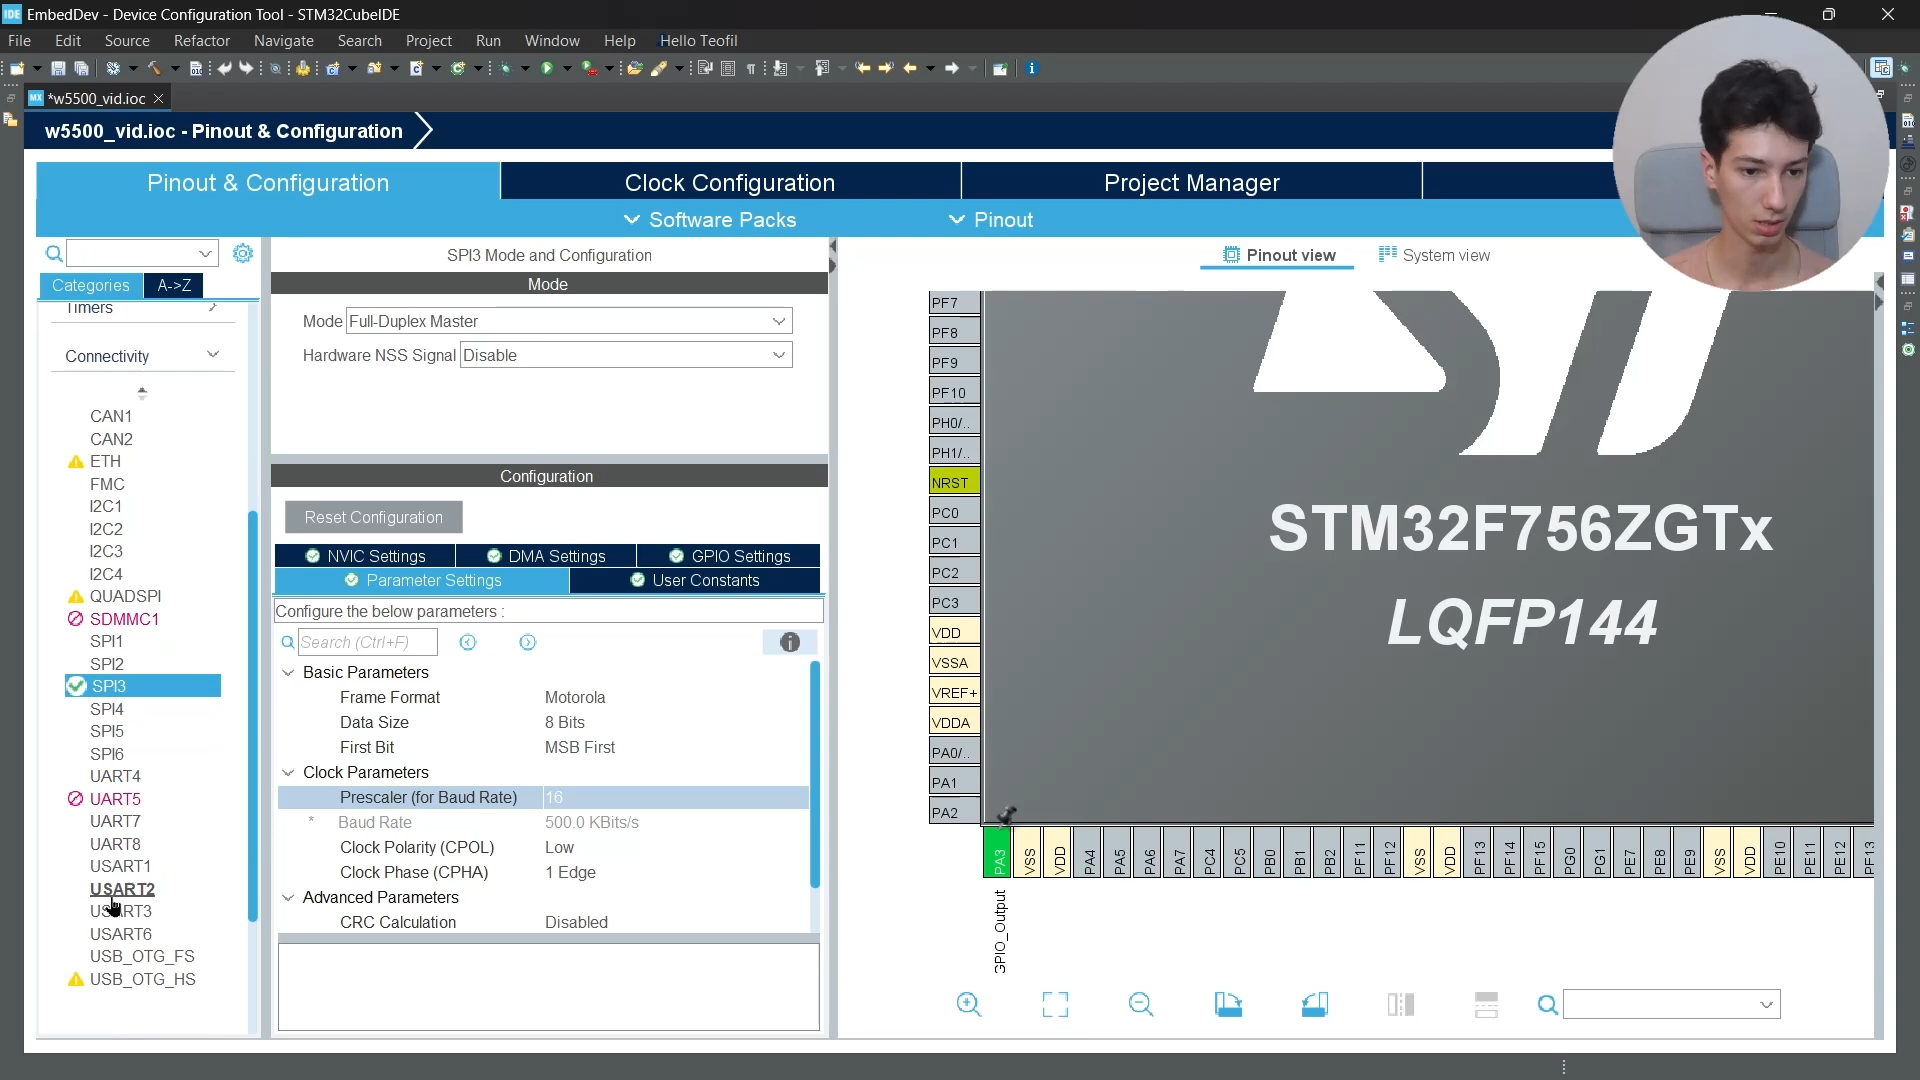 IDE EmbedDev - Device Configuration Tool - STM32CubeIDE
File Edit Source Refactor Navigate Search Project Run Window Help Hello Teofil
MX *w5500_vid.ioc
w5500_vid.ioc - Pinout & Configuration
Pinout & Configuration
Clock Configuration
Project Manager
Software Packs
Pinout
Categories
A->Z
Timers
Connectivity
CAN1
CAN2
ETH
FMC
I2C1
I2C2
I2C3
I2C4
QUADSPI
SDMMC1
SPI1
SPI2
SPI3
SPI4
SPI5
SPI6
UART4
UART5
UART7
UART8
USART1
USART2
USART3
USART6
USB_OTG_FS
USB_OTG_HS
SPI3 Mode and Configuration
Mode
Mode Full-Duplex Master
Hardware NSS Signal Disable
Configuration
Reset Configuration
NVIC Settings
DMA Settings
GPIO Settings
Parameter Settings
User Constants
Configure the below parameters :
Search (Ctrl+F)
Basic Parameters
Frame Format Motorola
Data Size 8 Bits
First Bit MSB First
Clock Parameters
Prescaler (for Baud Rate) 16
* Baud Rate 500.0 KBits/s
Clock Polarity (CPOL) Low
Clock Phase (CPHA) 1 Edge
Advanced Parameters
CRC Calculation Disabled
Pinout view
System view
PF7
PF8
PF9
PF10
PH0/..
PH1/..
NRST
PC0
PC1
PC2
PC3
VDD
VSSA
VREF+
VDDA
PA0/..
PA1
PA2
STM32F756ZGTx
LQFP144
PA3 VSS VDD PA4 PA5 PA6 PA7 PC4 PC5 PB0 PB1 PB2 PF11 PF12 VSS VDD PF13 PF14 PF15 PG0 PG1 PE7 PE8 PE9 VSS VDD PE10 PE11 PE12 PE13
GPIO_Output